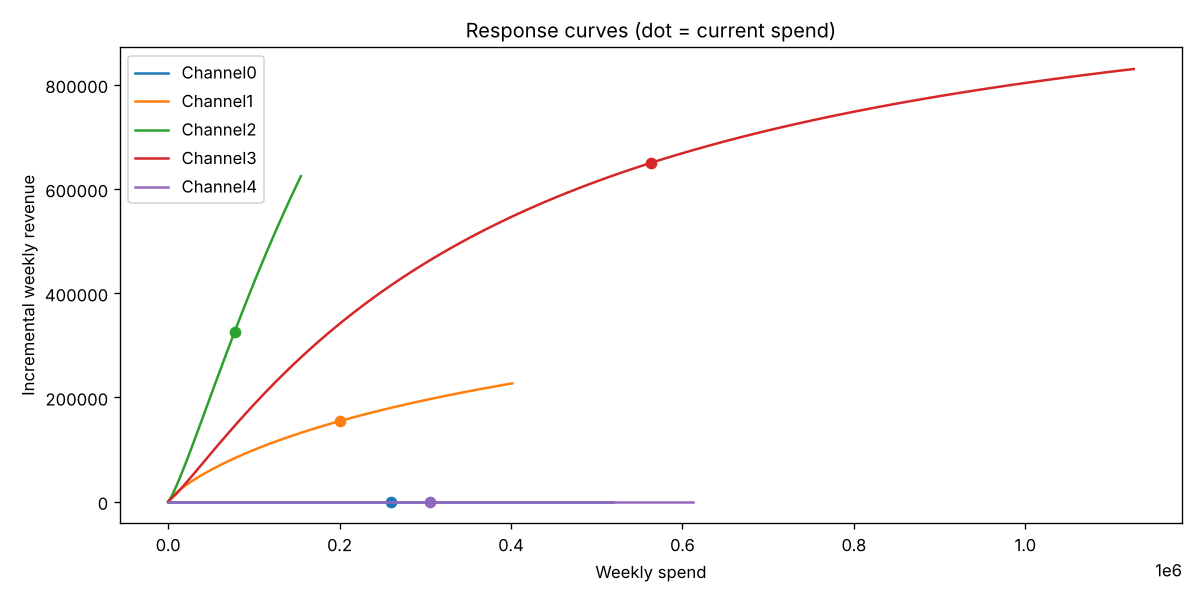 Response curves (dot = current spend)
Channel0
Channel1
Channel2
Channel3
Channel4
Incremental weekly revenue
800000
600000
400000
200000
0
0.0
0.2
0.4
0.6
0.8
1.0
1e6
Weekly spend